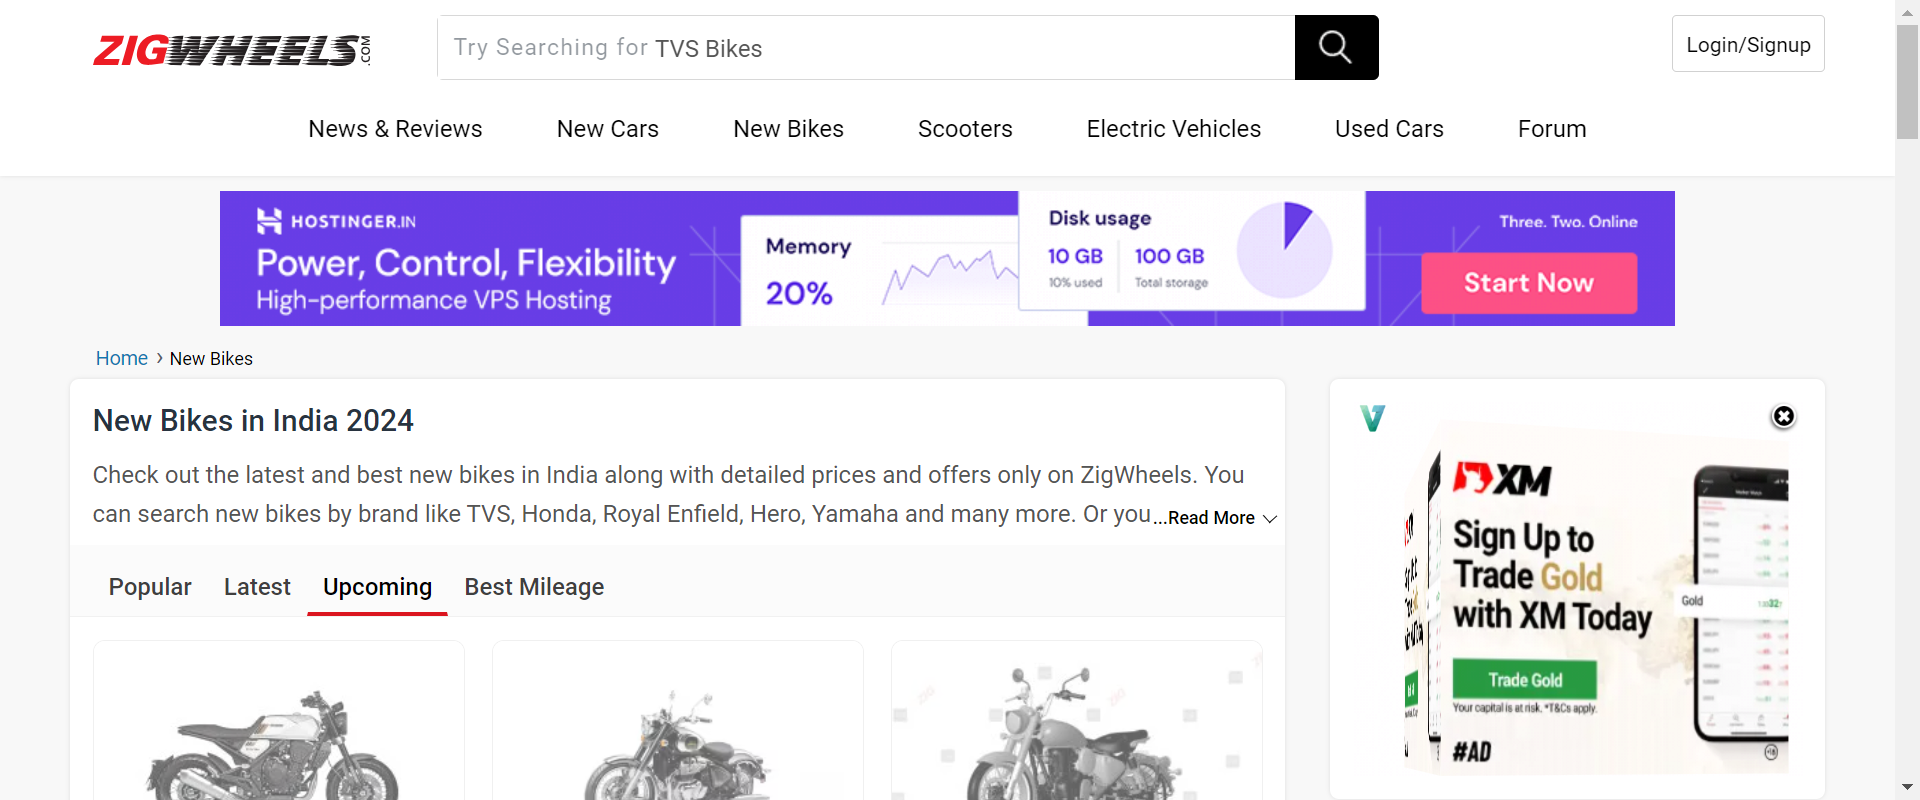 ZIGWHEELS.COM
Try Searching for TVS Bikes
Login/Signup
News & Reviews
New Cars
New Bikes
Scooters
Electric Vehicles
Used Cars
Forum
HOSTINGER.IN
Power, Control, Flexibility
High-performance VPS Hosting
Memory
20%
Disk usage
10 GB
100 GB
10% used
Total storage
Three. Two. Online
Start Now
Home › New Bikes
New Bikes in India 2024
Check out the latest and best new bikes in India along with detailed prices and offers only on ZigWheels. You
can search new bikes by brand like TVS, Honda, Royal Enfield, Hero, Yamaha and many more. Or you ...Read More
Popular
Latest
Upcoming
Best Mileage
XM
Sign Up to
Trade Gold
with XM Today
Gold
Trade Gold
Your capital is at risk. *T&Cs apply.
#AD